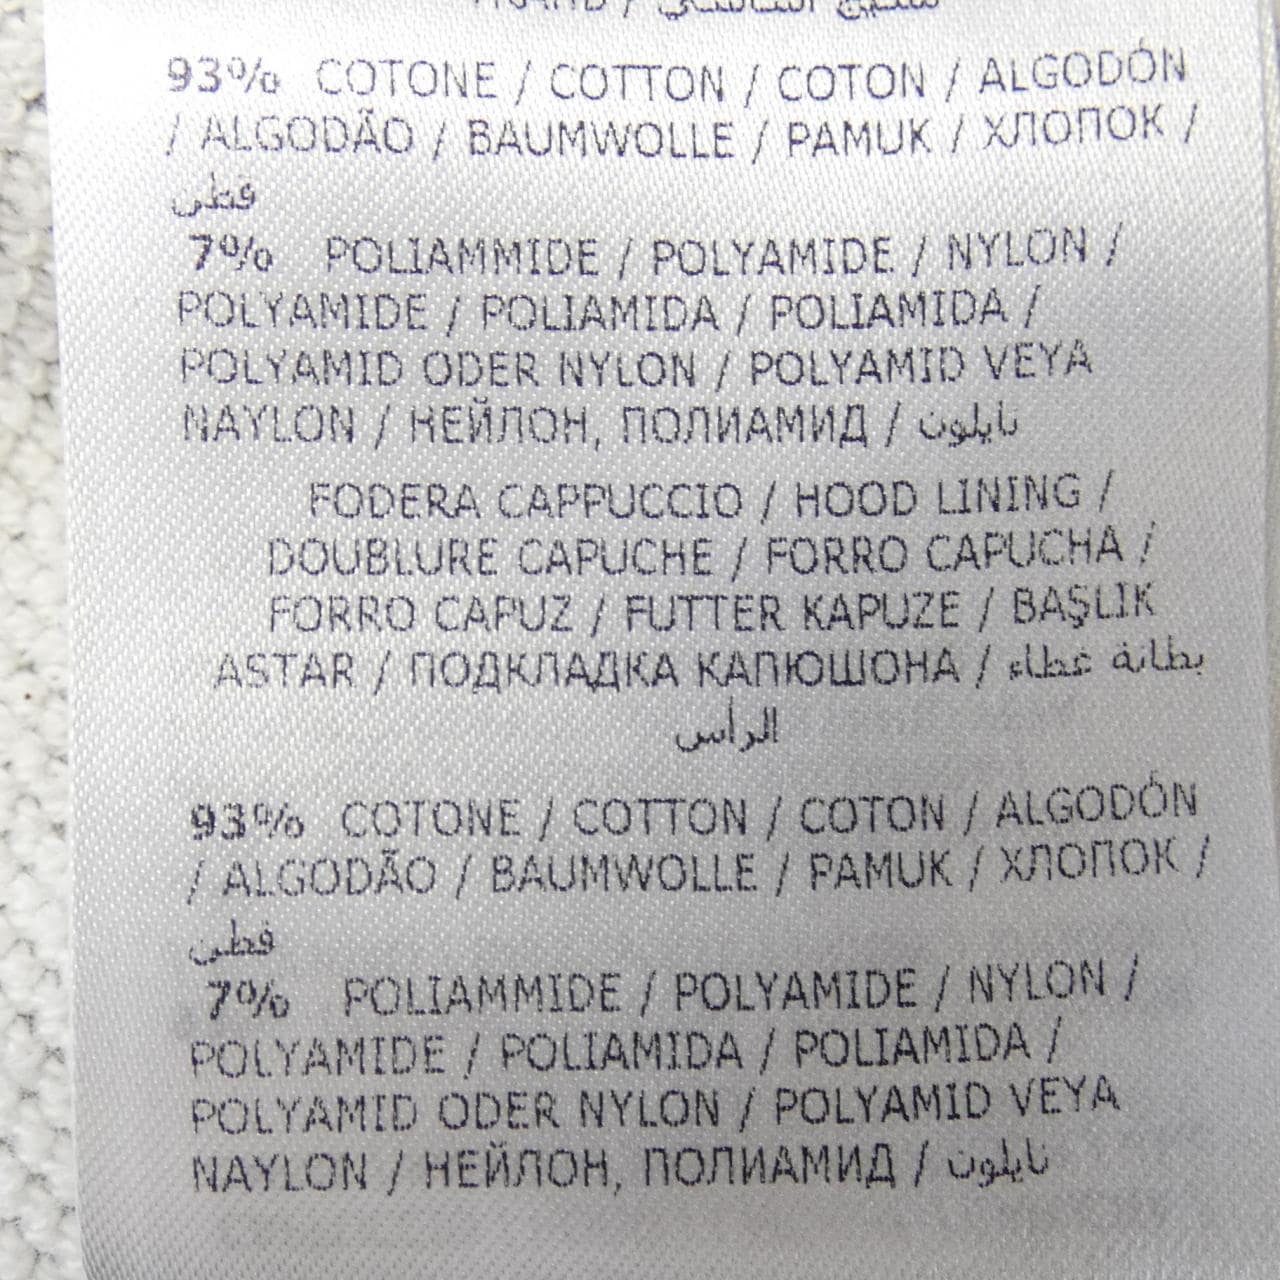 93% COTONE / COTTON / COTON / ALGODÓN
/ ALGODÃO / BAUMWOLLE / PAMUK / ХЛОПОК /
قطن
7% POLIAMMIDE / POLYAMIDE / NYLON /
POLYAMIDE / POLIAMIDA / POLIAMIDA /
POLYAMID ODER NYLON / POLYAMID VEYA
NAYLON / НЕЙЛОН, ПОЛИАМИД / نايلون
FODERA CAPPUCCIO / HOOD LINING /
DOUBLURE CAPUCHE / FORRO CAPUCHA /
FORRO CAPUZ / FUTTER KAPUZE / BAŞLIK
ASTAR / ПОДКЛАДКА КАПЮШОНА / بطانة غطاء
الرأس
93% COTONE / COTTON / COTON / ALGODÓN
/ ALGODÃO / BAUMWOLLE / PAMUK / ХЛОПОК /
قطن
7% POLIAMMIDE / POLYAMIDE / NYLON /
POLYAMIDE / POLIAMIDA / POLIAMIDA /
POLYAMID ODER NYLON / POLYAMID VEYA
NAYLON / НЕЙЛОН, ПОЛИАМИД / نايلون